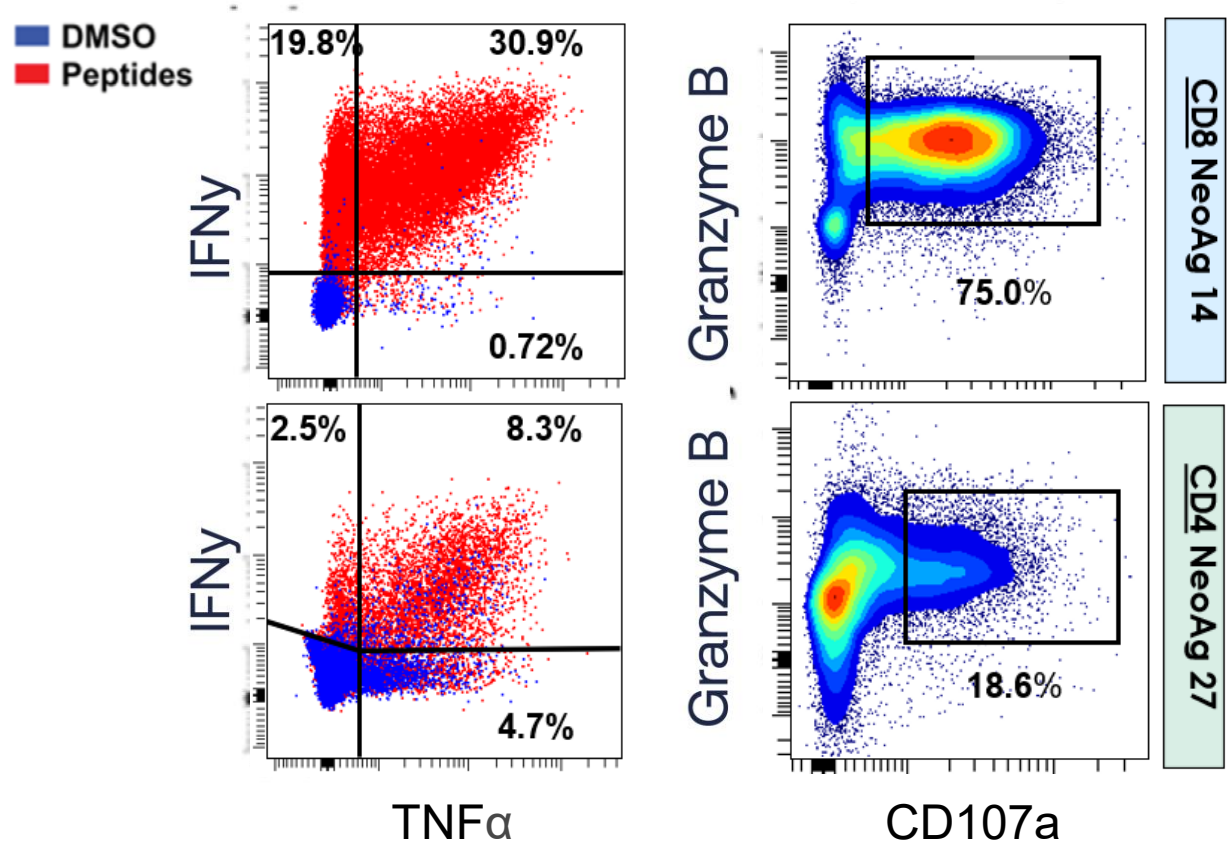 DMSO
Peptides
19.8%
30.9%
0.72%
IFNy
Granzyme B
75.0%
CD8 NeoAg 14
2.5%
8.3%
4.7%
IFNy
Granzyme B
18.6%
CD4 NeoAg 27
TNFα
CD107a